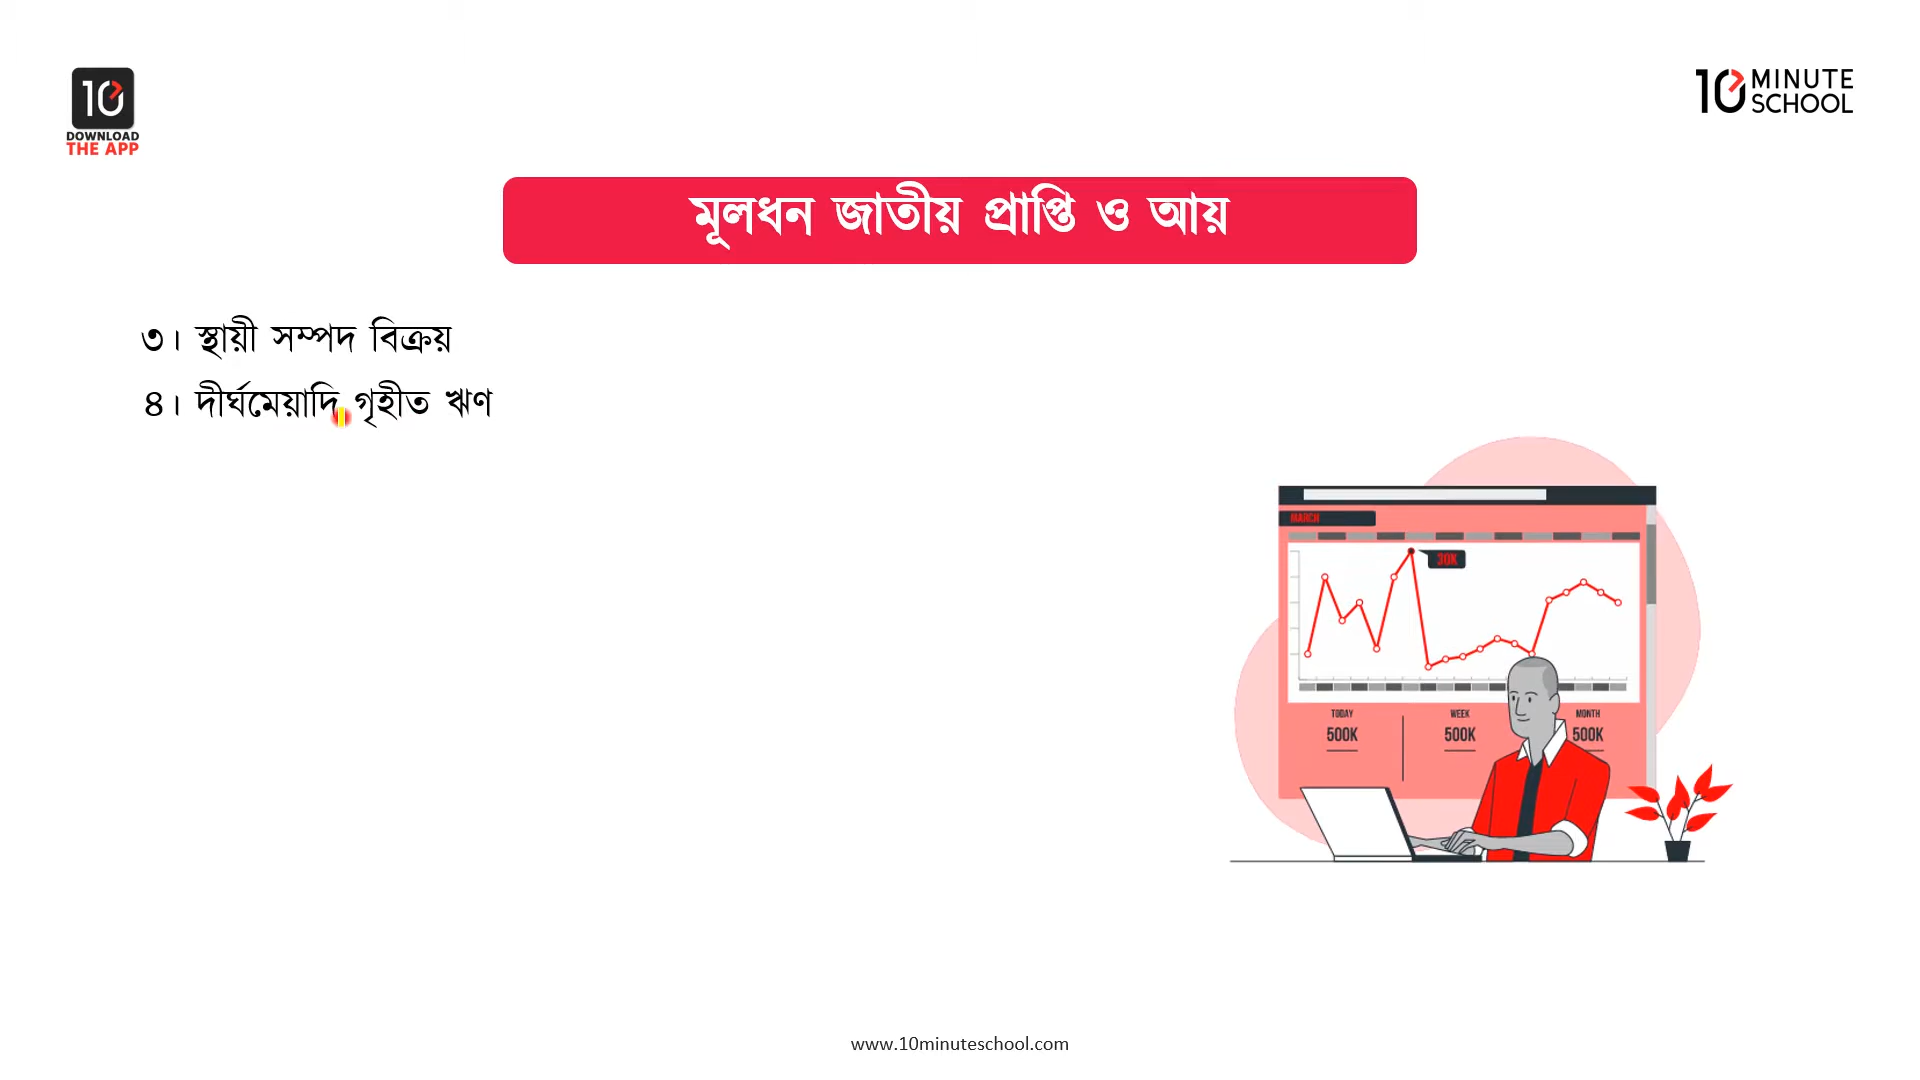 10
DOWNLOAD
THE APP
10 MINUTE
SCHOOL
মূলধন জাতীয় প্রাপ্তি ও আয়
৩। স্থায়ী সম্পদ বিক্রয়
৪। দীর্ঘমেয়াদি গৃহীত ঋণ
MARCH
30K
TODAY
500K
WEEK
500K
MONTH
500K
www.10minuteschool.com